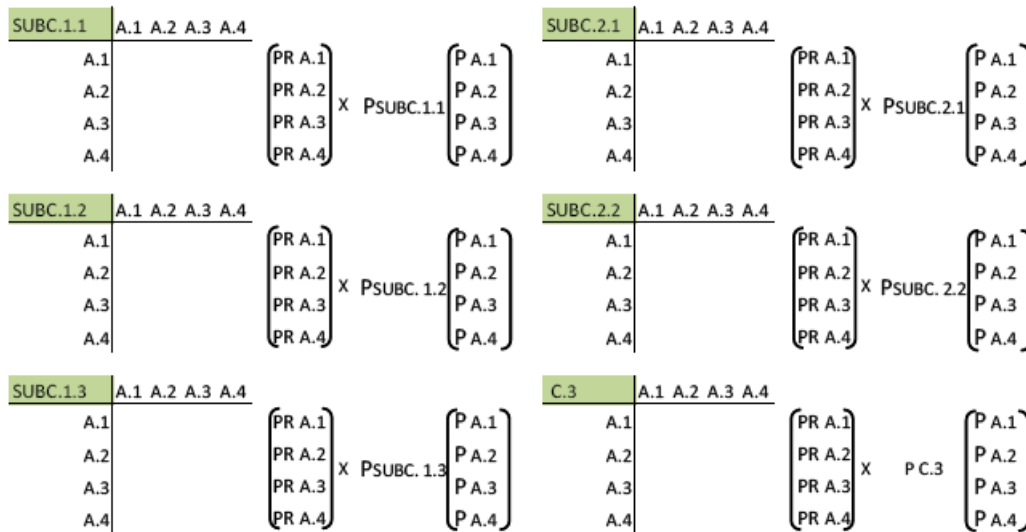 SUBC.1.1 A.1 A.2 A.3 A.4
A.1 PR A.1 P A.1
A.2 PR A.2 P A.2
X PSUBC.1.1
A.3 PR A.3 P A.3
A.4 PR A.4 P A.4
SUBC.2.1 A.1 A.2 A.3 A.4
A.1 PR A.1 P A.1
A.2 PR A.2 P A.2
X PSUBC.2.1
A.3 PR A.3 P A.3
A.4 PR A.4 P A.4
SUBC.1.2 A.1 A.2 A.3 A.4
A.1 PR A.1 P A.1
A.2 PR A.2 P A.2
X PSUBC. 1.2
A.3 PR A.3 P A.3
A.4 PR A.4 P A.4
SUBC.2.2 A.1 A.2 A.3 A.4
A.1 PR A.1 P A.1
A.2 PR A.2 P A.2
X PSUBC. 2.2
A.3 PR A.3 P A.3
A.4 PR A.4 P A.4
SUBC.1.3 A.1 A.2 A.3 A.4
A.1 PR A.1 P A.1
A.2 PR A.2 P A.2
X PSUBC. 1.3
A.3 PR A.3 P A.3
A.4 PR A.4 P A.4
C.3 A.1 A.2 A.3 A.4
A.1 PR A.1 P A.1
A.2 PR A.2 P A.2
X P C.3
A.3 PR A.3 P A.3
A.4 PR A.4 P A.4